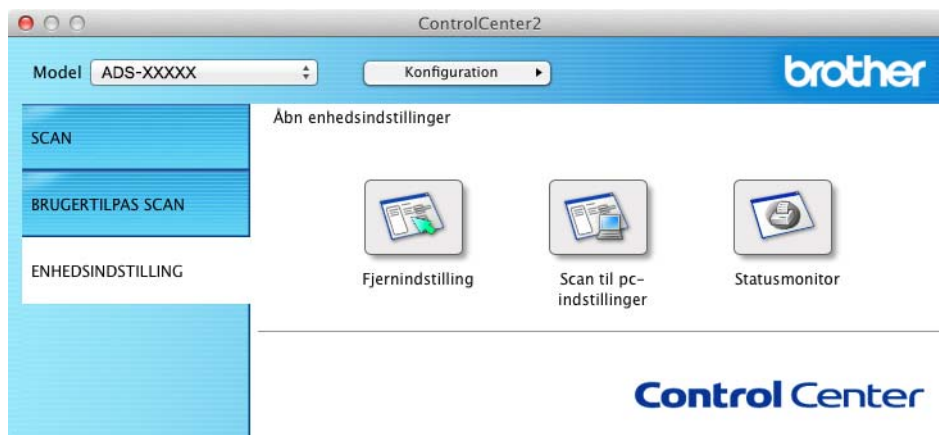 ControlCenter2
Model ADS-XXXXX Konfiguration brother
SCAN
BRUGERTILPAS SCAN
ENHEDSINDSTILLING
Åbn enhedsindstillinger
Fjernindstilling
Scan til pc-
indstillinger
Statusmonitor
Control Center